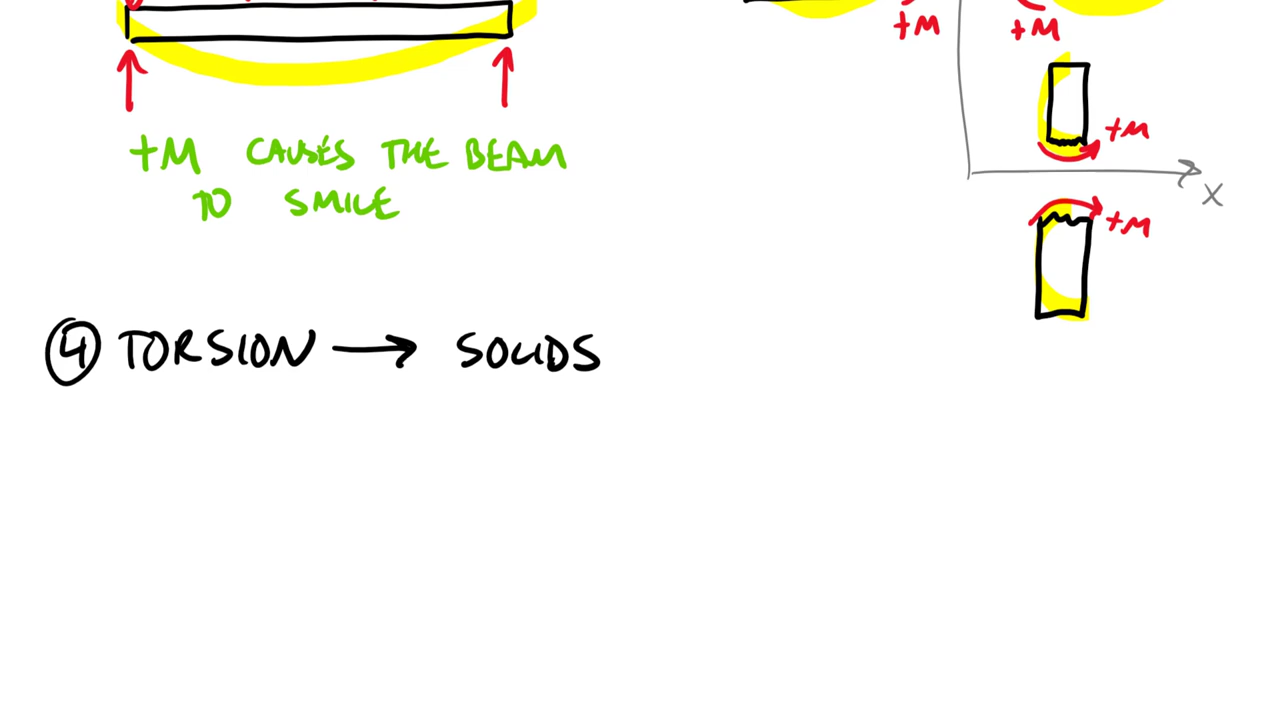 +M +M
+M CAUSES THE BEAM
TO SMILE
+M
X
+M
④ TORSION → SOLIDS